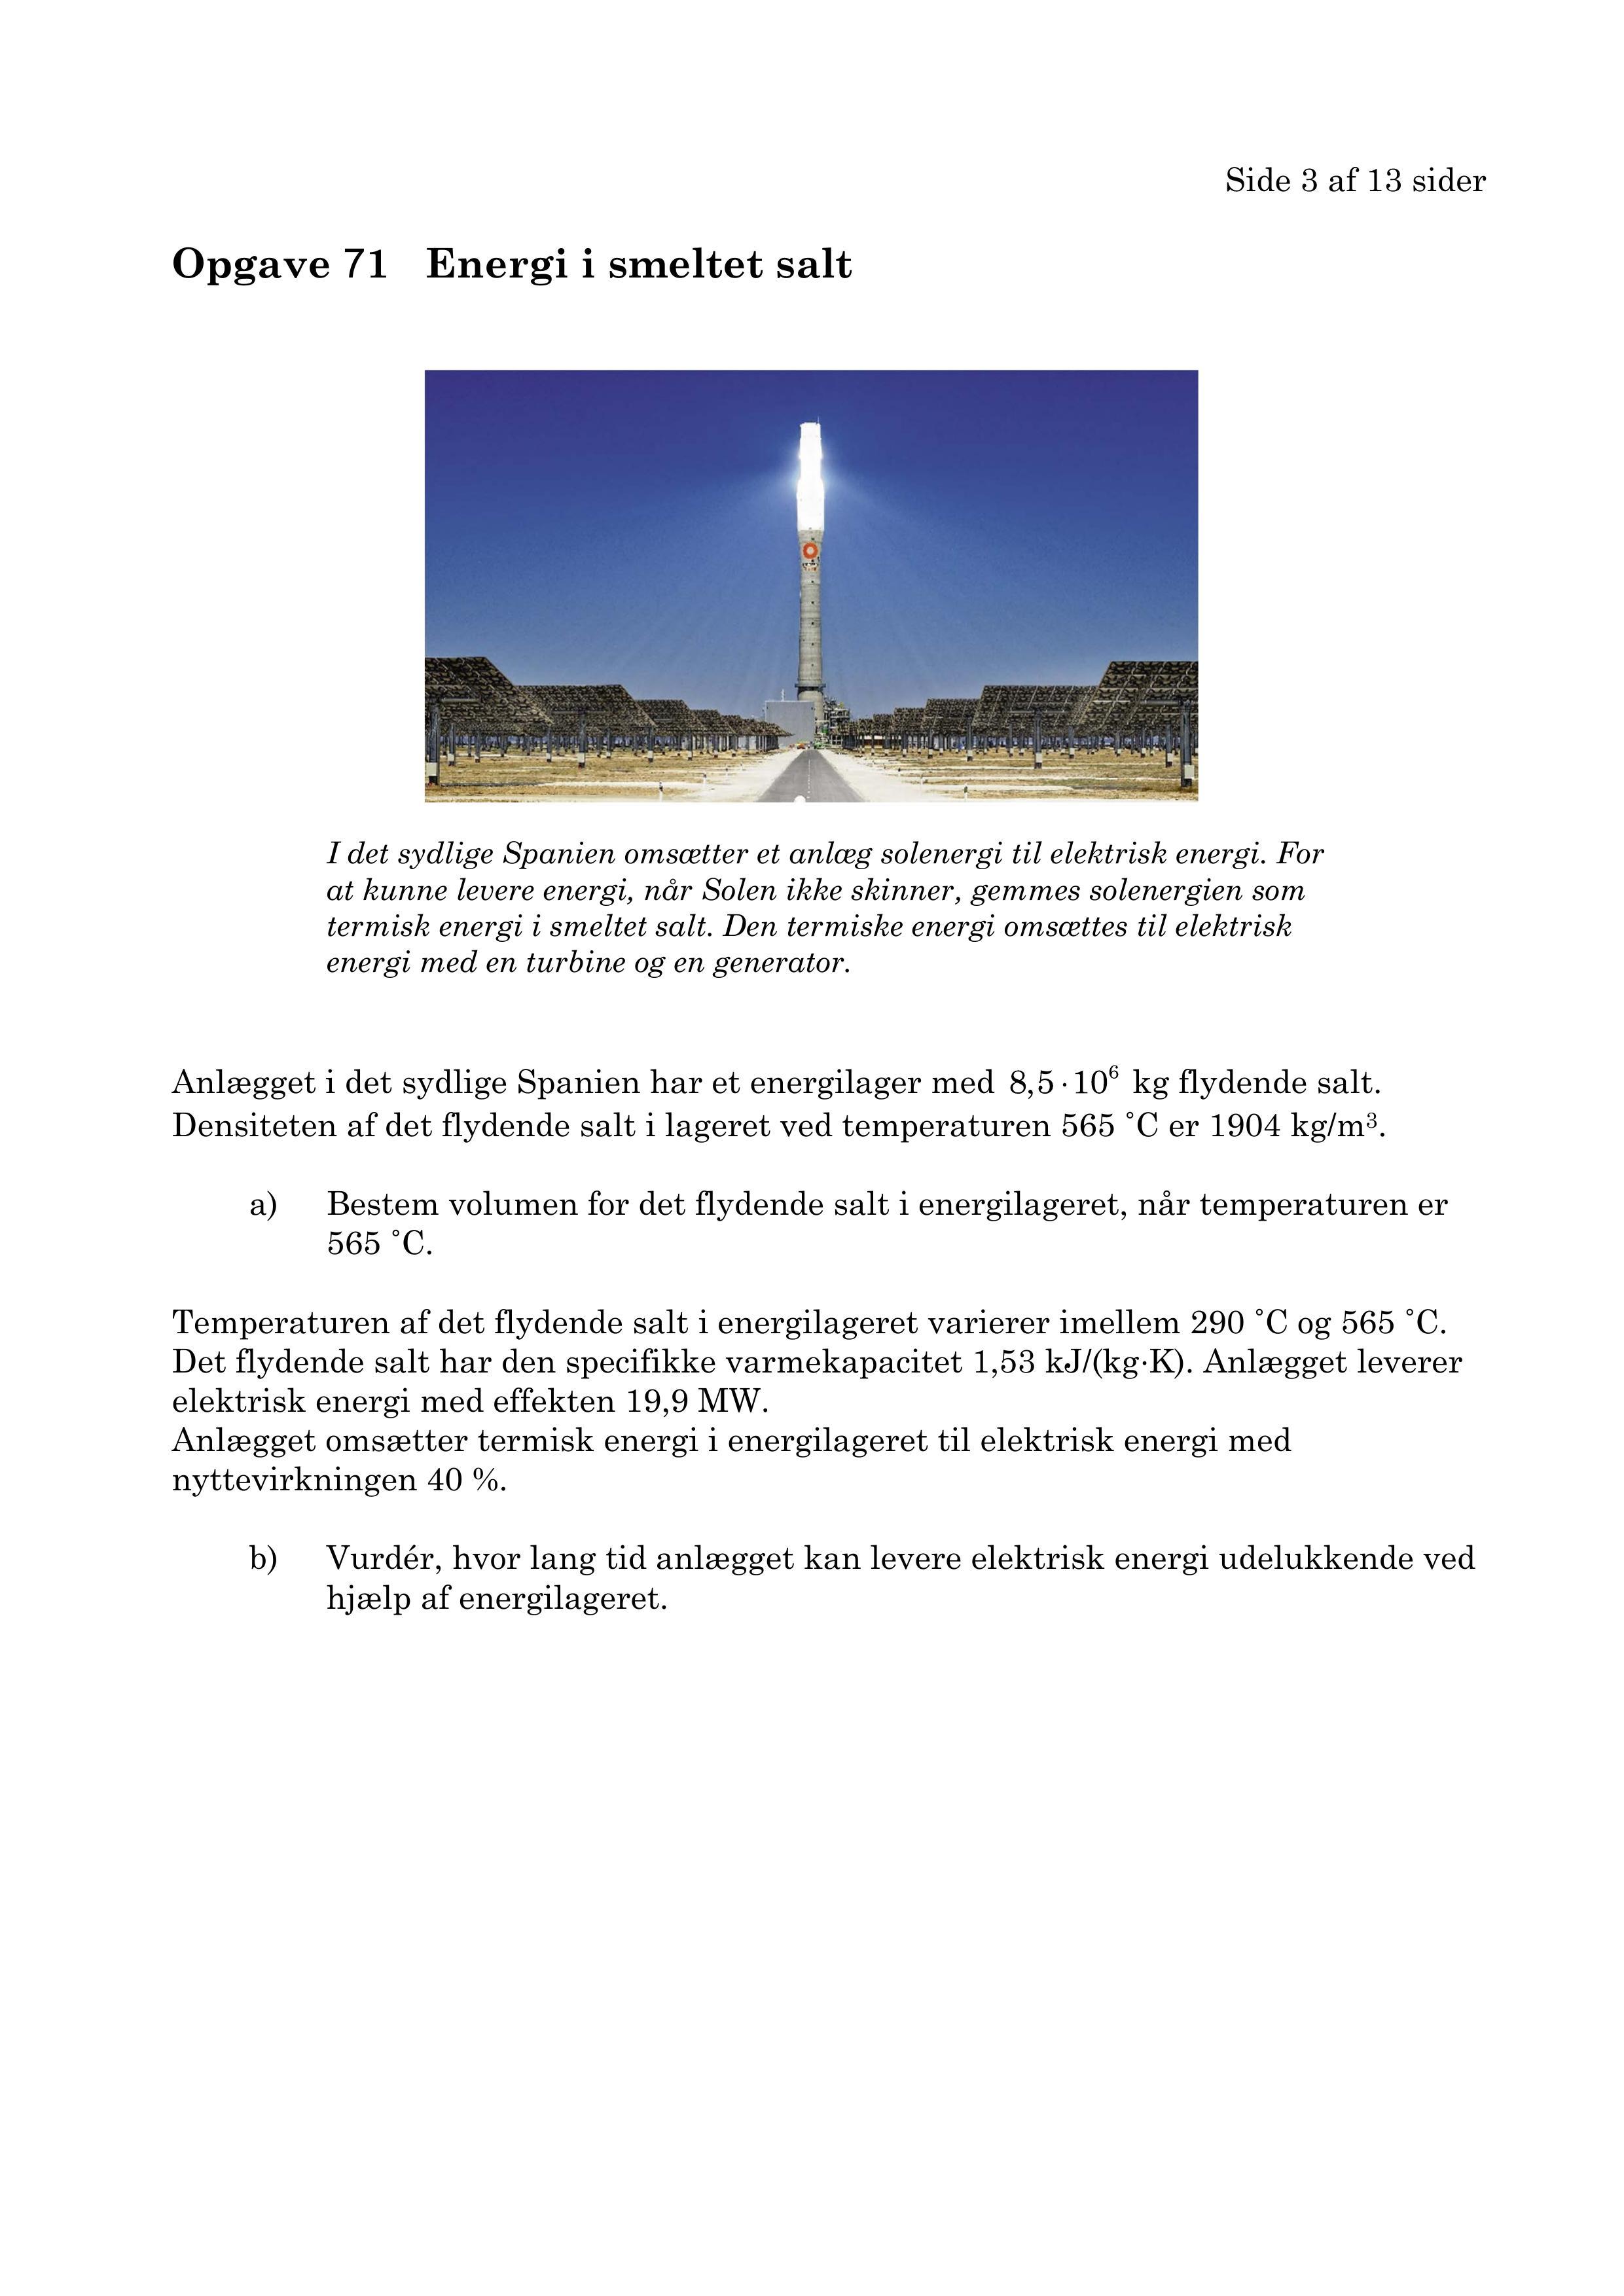 Side 3 af 13 sider
Opgave 71 Energi i smeltet salt
I det sydlige Spanien omsætter et anlæg solenergi til elektrisk energi. For
at kunne levere energi, når Solen ikke skinner, gemmes solenergien som
termisk energi i smeltet salt. Den termiske energi omsættes til elektrisk
energi med en turbine og en generator.
Anlægget i det sydlige Spanien har et energilager med 8,5·10⁶ kg flydende salt.
Densiteten af det flydende salt i lageret ved temperaturen 565 ˚C er 1904 kg/m³.
a) Bestem volumen for det flydende salt i energilageret, når temperaturen er
565 ˚C.
Temperaturen af det flydende salt i energilageret varierer imellem 290 ˚C og 565 ˚C.
Det flydende salt har den specifikke varmekapacitet 1,53 kJ/(kg·K). Anlægget leverer
elektrisk energi med effekten 19,9 MW.
Anlægget omsætter termisk energi i energilageret til elektrisk energi med
nyttevirkningen 40 %.
b) Vurdér, hvor lang tid anlægget kan levere elektrisk energi udelukkende ved
hjælp af energilageret.